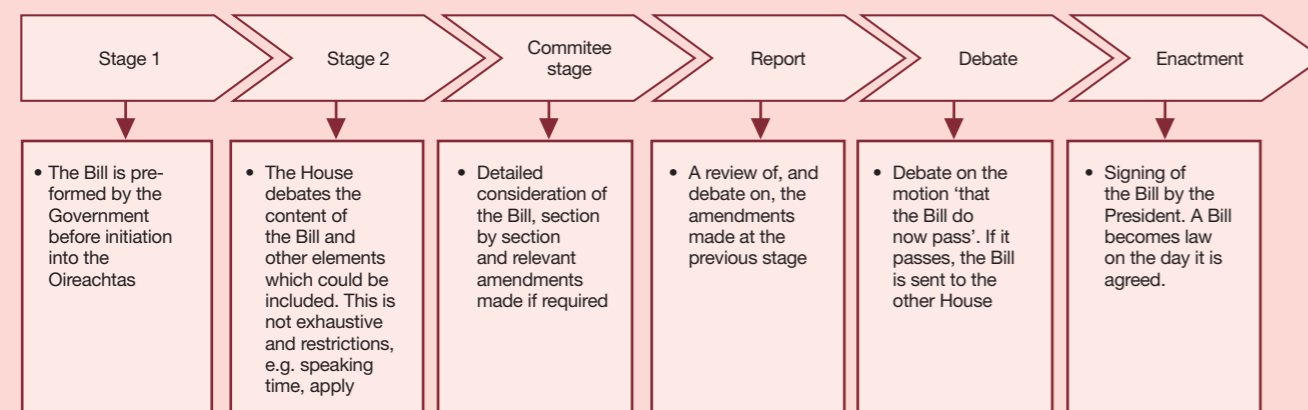 Stage 1
Stage 2
Commitee
stage
Report
Debate
Enactment
• The Bill is pre-
formed by the
Government
before initiation
into the
Oireachtas
• The House
debates the
content of
the Bill and
other elements
which could be
included. This is
not exhaustive
and restrictions,
e.g. speaking
time, apply
• Detailed
consideration of
the Bill, section
by section
and relevant
amendments
made if required
• A review of, and
debate on, the
amendments
made at the
previous stage
• Debate on the
motion ‘that
the Bill do
now pass’. If it
passes, the Bill
is sent to the
other House
• Signing of
the Bill by the
President. A Bill
becomes law
on the day it is
agreed.